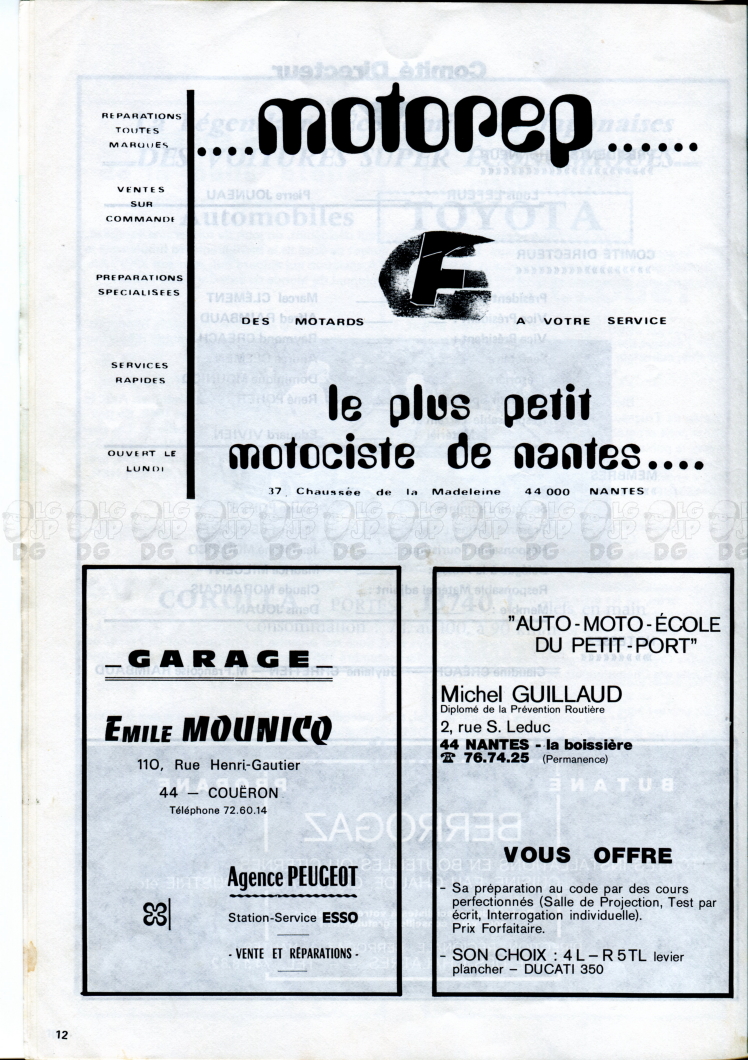 REPARATIONS
TOUTES
MARQUES
VENTES
SUR
COMMANDE
PREPARATIONS
SPECIALISEES
SERVICES
RAPIDES
OUVERT LE
LUNDI
....motorep......
F
DES MOTARDS A VOTRE SERVICE
le plus petit
motociste de nantes....
37, Chaussée de la Madeleine 44 000 NANTES
_GARAGE_
EMILE MOUNICQ
110, Rue Henri-Gautier
44 — COUËRON
Téléphone 72.60.14
Agence PEUGEOT
Station-Service ESSO
- VENTE ET RÉPARATIONS -
"AUTO-MOTO-ÉCOLE
DU PETIT-PORT"
Michel GUILLAUD
Diplomé de la Prévention Routière
2, rue S. Leduc
44 NANTES - la boissière
☎ 76.74.25 (Permanence)
VOUS OFFRE
- Sa préparation au code par des cours
perfectionnés (Salle de Projection, Test par
écrit, Interrogation individuelle).
Prix Forfaitaire.
- SON CHOIX : 4L – R5TL levier
plancher – DUCATI 350
12